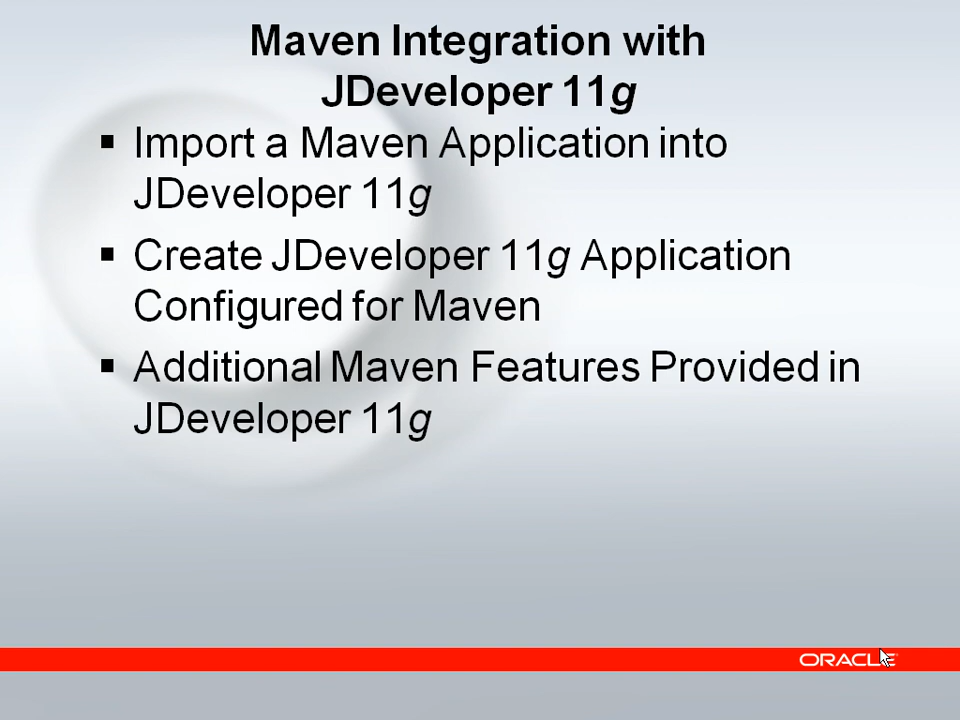 Maven Integration with
JDeveloper 11g
▪ Import a Maven Application into
JDeveloper 11g
▪ Create JDeveloper 11g Application
Configured for Maven
▪ Additional Maven Features Provided in
JDeveloper 11g
ORACLE